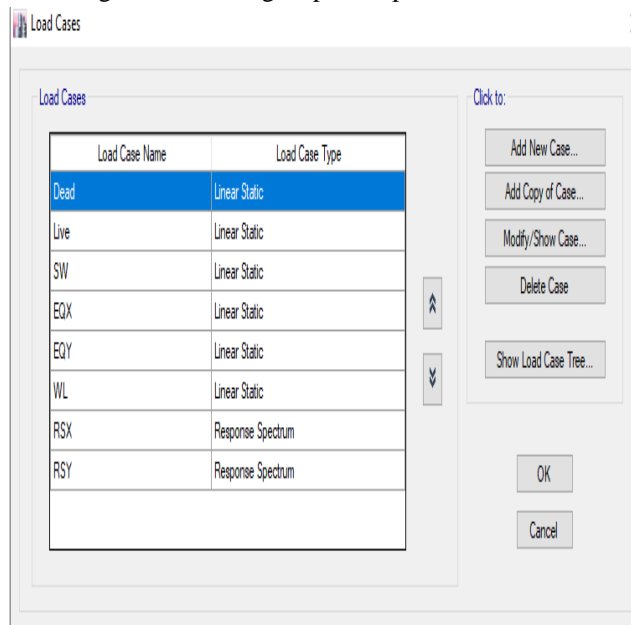 Load Cases
Load Cases
Click to:
Load Case Name Load Case Type
Dead Linear Static
Live Linear Static
SW Linear Static
EQX Linear Static
EQY Linear Static
WL Linear Static
RSX Response Spectrum
RSY Response Spectrum
Add New Case...
Add Copy of Case...
Modify/Show Case...
Delete Case
Show Load Case Tree...
OK
Cancel